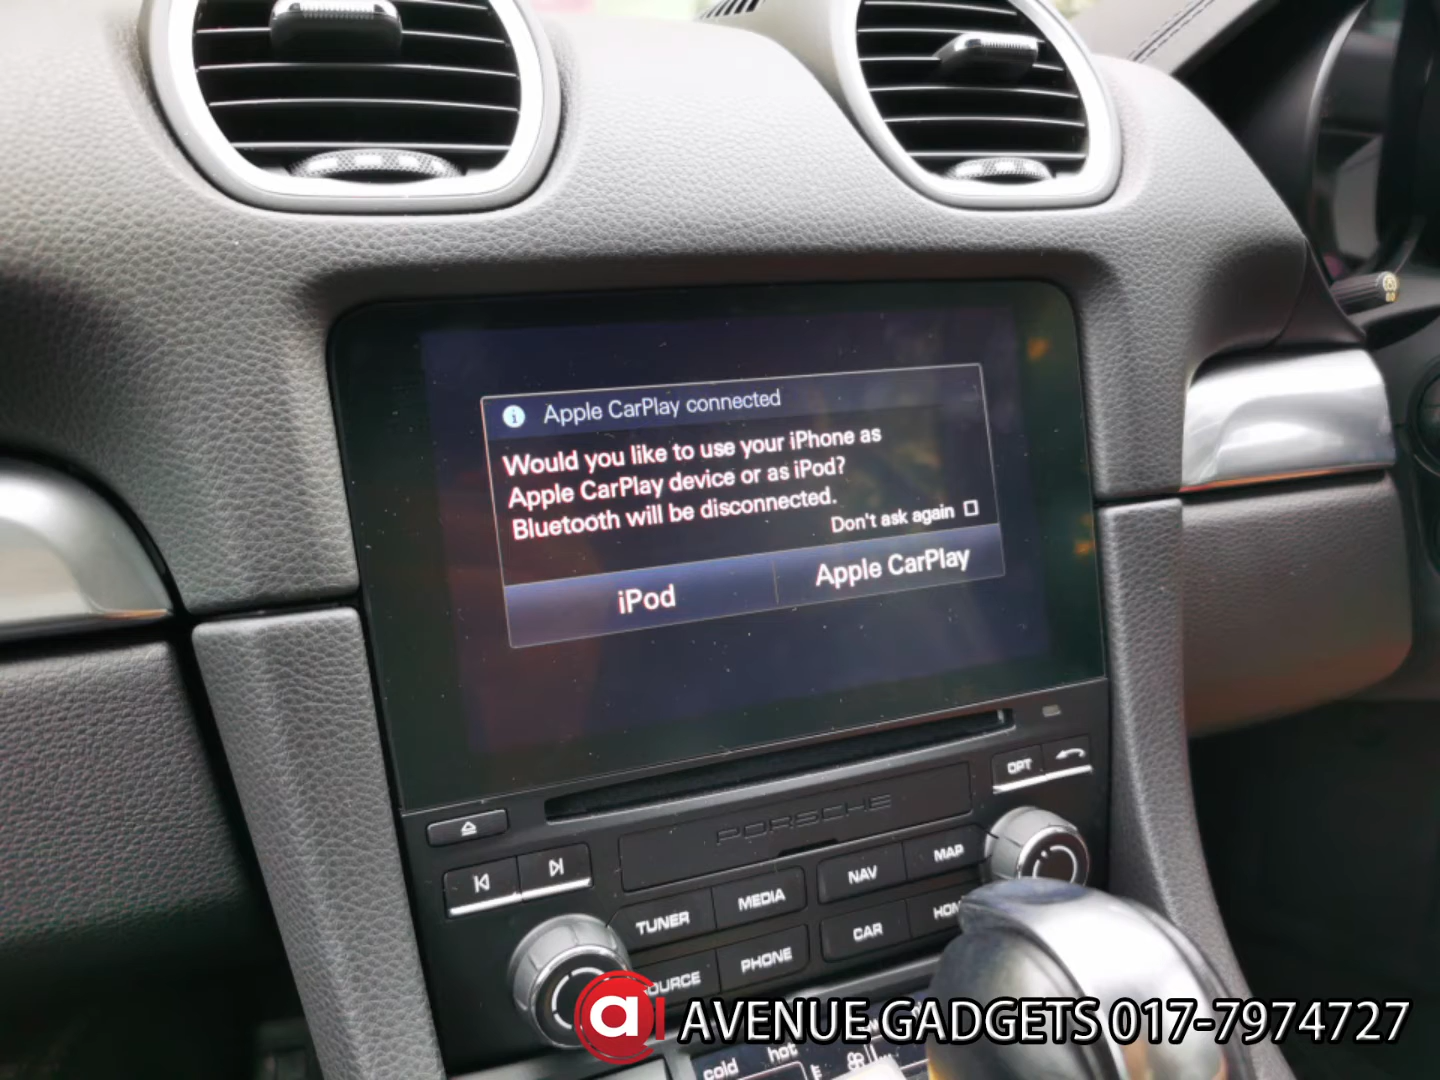 Apple CarPlay connected
Would you like to use your iPhone as
Apple CarPlay device or as iPod?
Bluetooth will be disconnected.
Don't ask again
iPod
Apple CarPlay
OPT
PORSCHE
NAV
MAP
TUNER
MEDIA
CAR
PHONE
a
AVENUE GADGETS 017-7974727
cold
hot